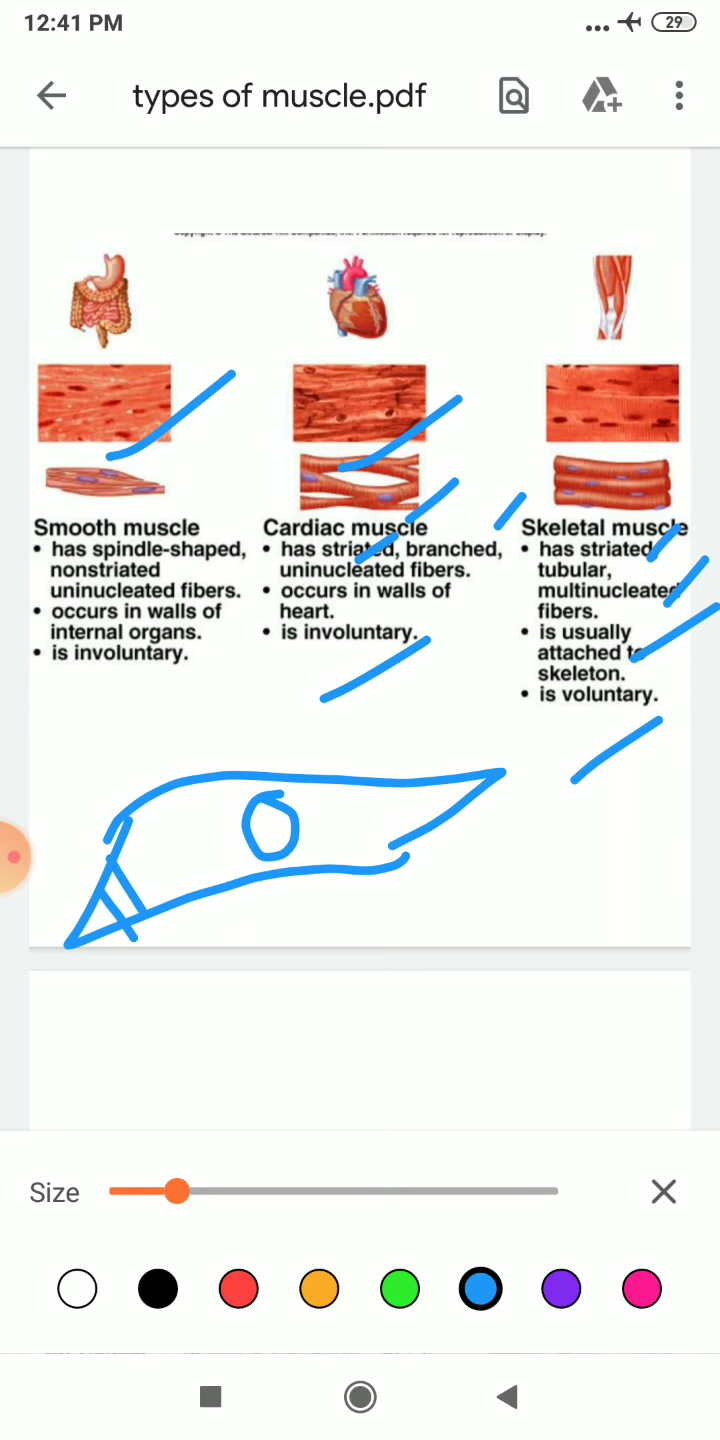 12:41 PM
29
types of muscle.pdf
Smooth muscle
• has spindle-shaped,
nonstriated
uninucleated fibers.
• occurs in walls of
internal organs.
• is involuntary.
Cardiac muscle
• has striated, branched,
uninucleated fibers.
• occurs in walls of
heart.
• is involuntary.
Skeletal muscle
• has striated,
tubular,
multinucleated
fibers.
• is usually
attached to
skeleton.
• is voluntary.
Size